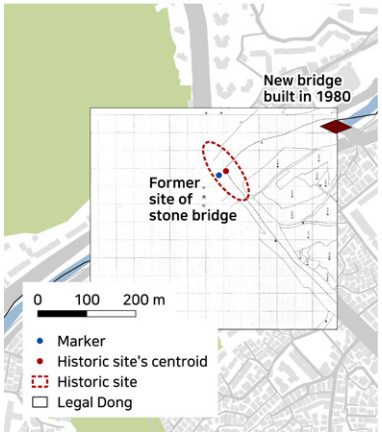 New bridge
built in 1980
Former
site of
stone bridge
0 100 200 m
Marker
Historic site's centroid
Historic site
Legal Dong